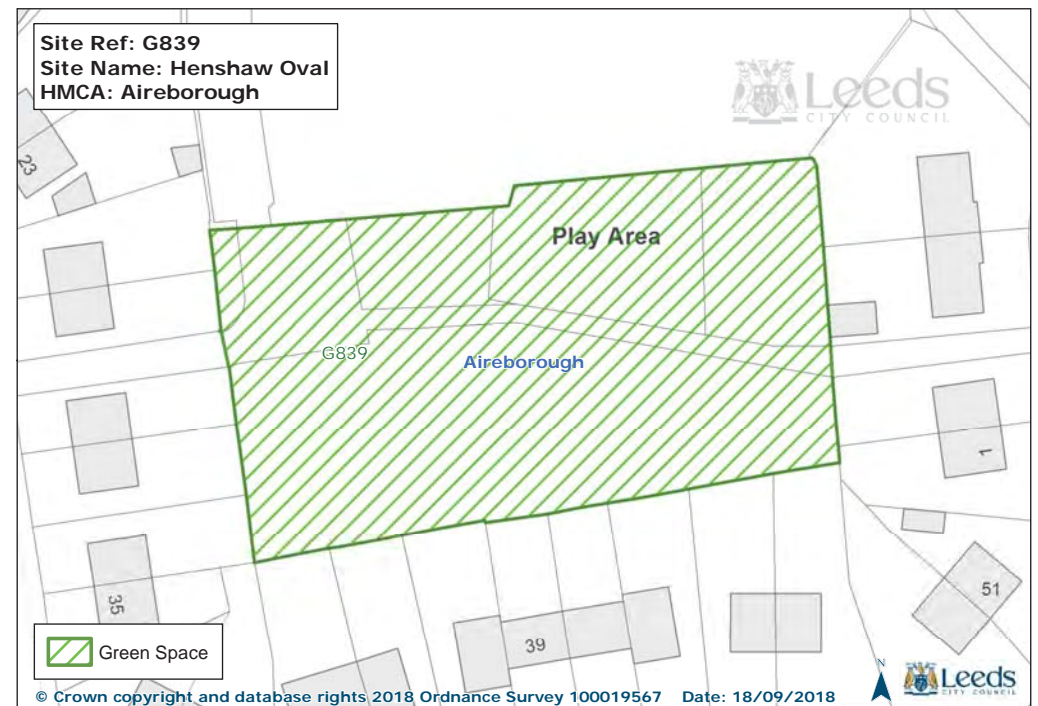 Site Ref: G839
Site Name: Henshaw Oval
HMCA: Aireborough
Leeds
CITY COUNCIL
23
Play Area
G839
Aireborough
1
35
39
51
Green Space
N
Leeds
CITY COUNCIL
© Crown copyright and database rights 2018 Ordnance Survey 100019567 Date: 18/09/2018